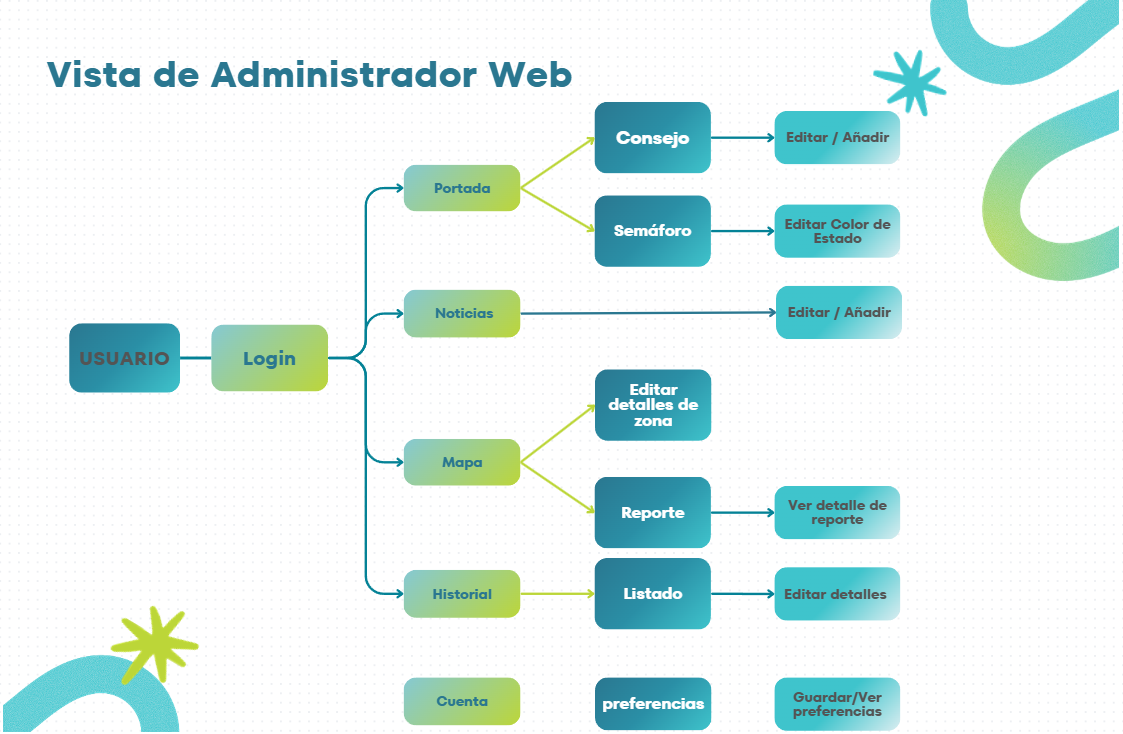 Vista de Administrador Web
Consejo
Editar / Añadir
Portada
Semáforo
Editar Color de
Estado
Noticias
Editar / Añadir
USUARIO
Login
Editar
detalles de
zona
Mapa
Reporte
Ver detalle de
reporte
Historial
Listado
Editar detalles
Cuenta
preferencias
Guardar/Ver
preferencias